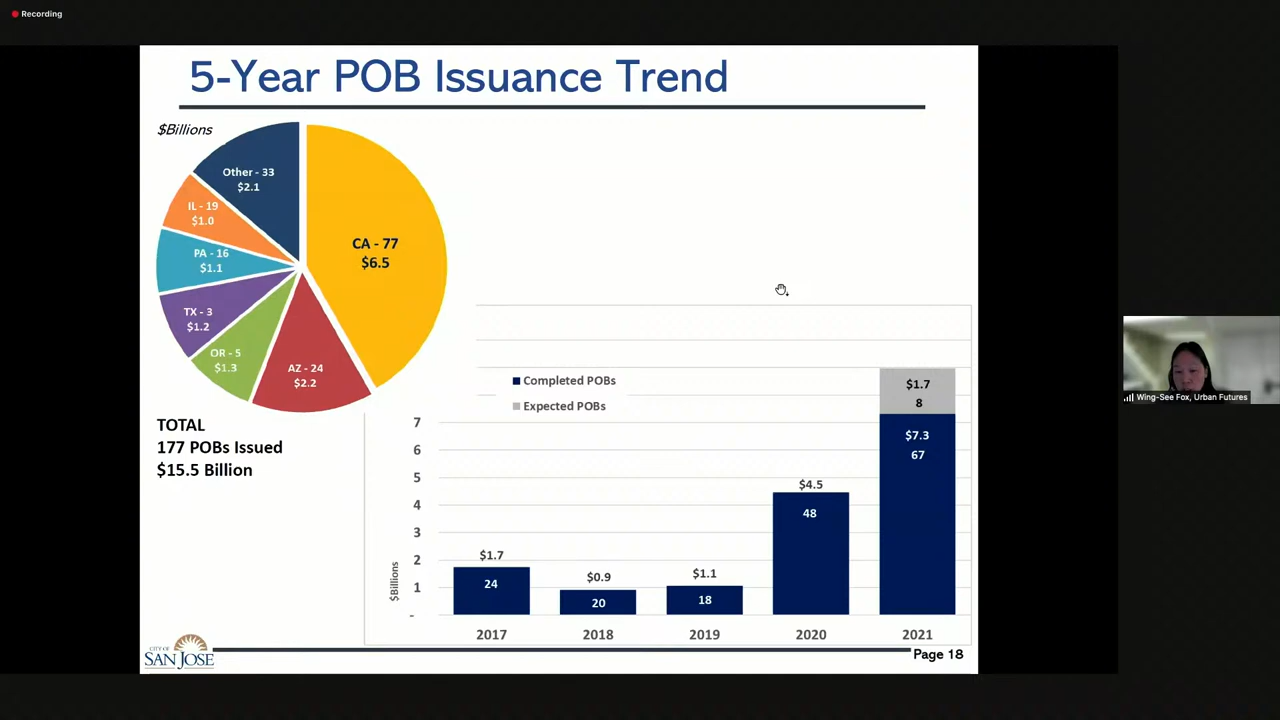 Recording
5-Year POB Issuance Trend
$Billions
Other - 33
$2.1
IL - 19
$1.0
PA - 16
$1.1
TX - 3
$1.2
OR - 5
$1.3
AZ - 24
$2.2
CA - 77
$6.5
TOTAL
177 POBs Issued
$15.5 Billion
Completed POBs
Expected POBs
7
6
5
4
3
2
1
-
$Billions
$1.7
24
$0.9
20
$1.1
18
$4.5
48
$1.7
8
$7.3
67
2017
2018
2019
2020
2021
CITY OF
SAN JOSE
Page 18
Wing-See Fox, Urban Futures